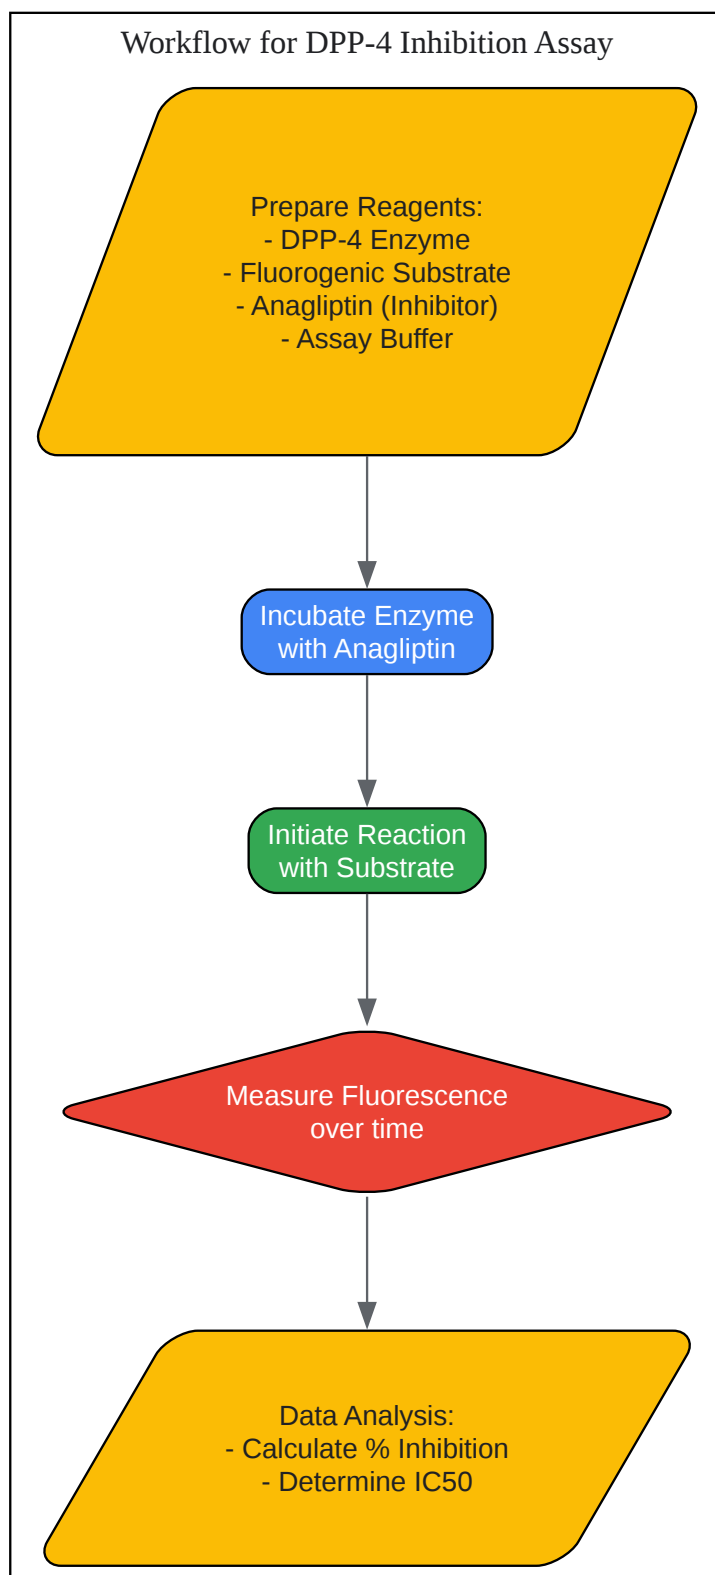 Workflow for DPP-4 Inhibition Assay
Prepare Reagents:
- DPP-4 Enzyme
- Fluorogenic Substrate
- Anagliptin (Inhibitor)
- Assay Buffer
Incubate Enzyme
with Anagliptin
Initiate Reaction
with Substrate
Measure Fluorescence
over time
Data Analysis:
- Calculate % Inhibition
- Determine IC50